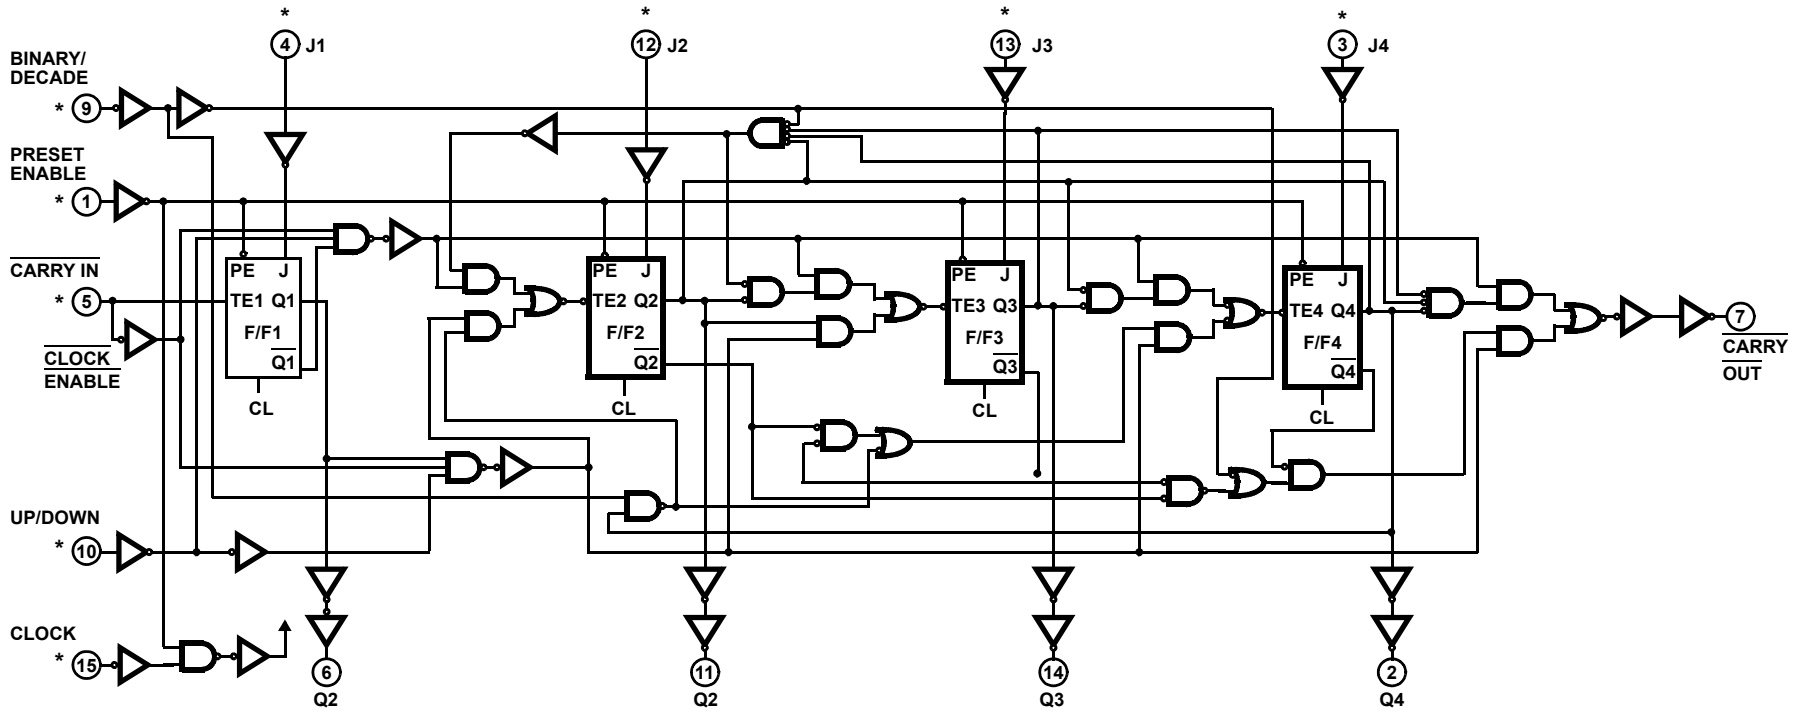 * * * *
4 J1 12 J2 13 J3 3 J4
BINARY/
DECADE
* 9
PRESET
ENABLE
* 1
CARRY IN
* 5
CLOCK
ENABLE
PE J
TE1 Q1
F/F1
Q1
CL
PE J
TE2 Q2
F/F2
Q2
CL
PE J
TE3 Q3
F/F3
Q3
CL
PE J
TE4 Q4
F/F4
Q4
CL
7
CARRY
OUT
UP/DOWN
* 10
CLOCK
* 15
6 11 14 2
Q2 Q2 Q3 Q4